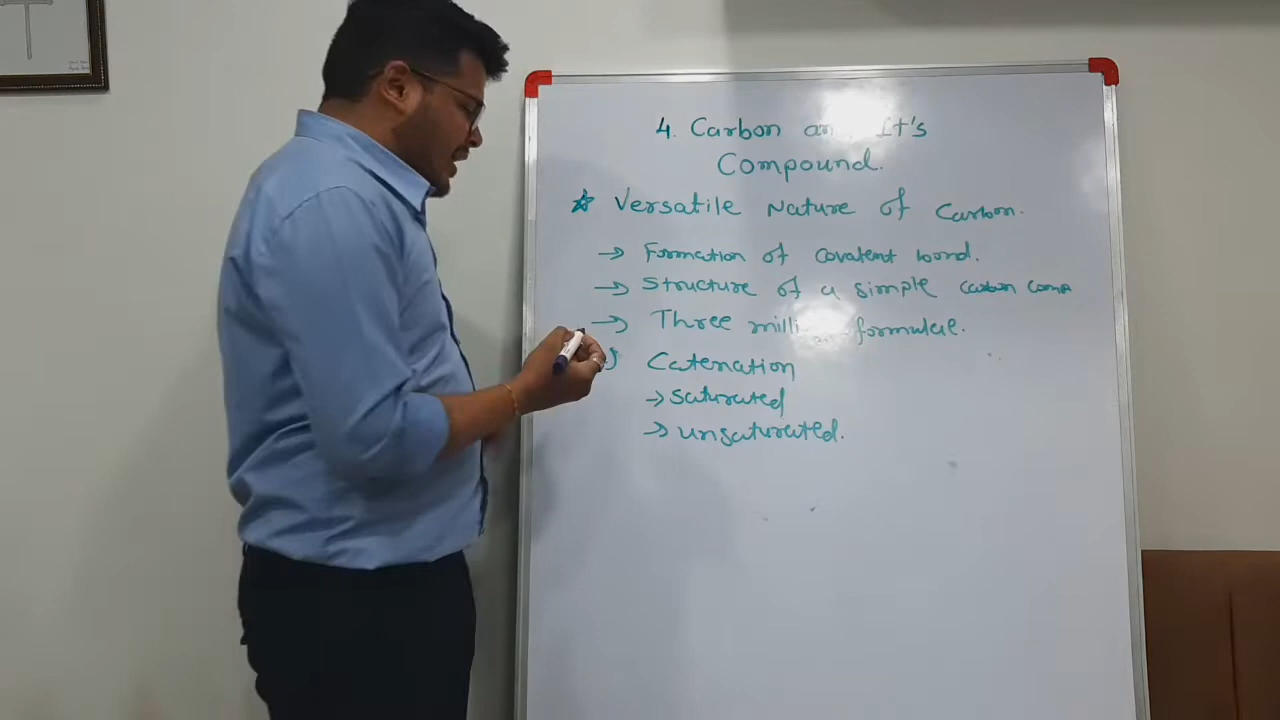 4. Carbon an It's
Compound.
☆ Versatile Nature of Carbon.
→ Formation of covalent bond.
→ Structure of a simple carbon comp
→ Three formulae.
Catenation
→ saturated
→ unsaturated.